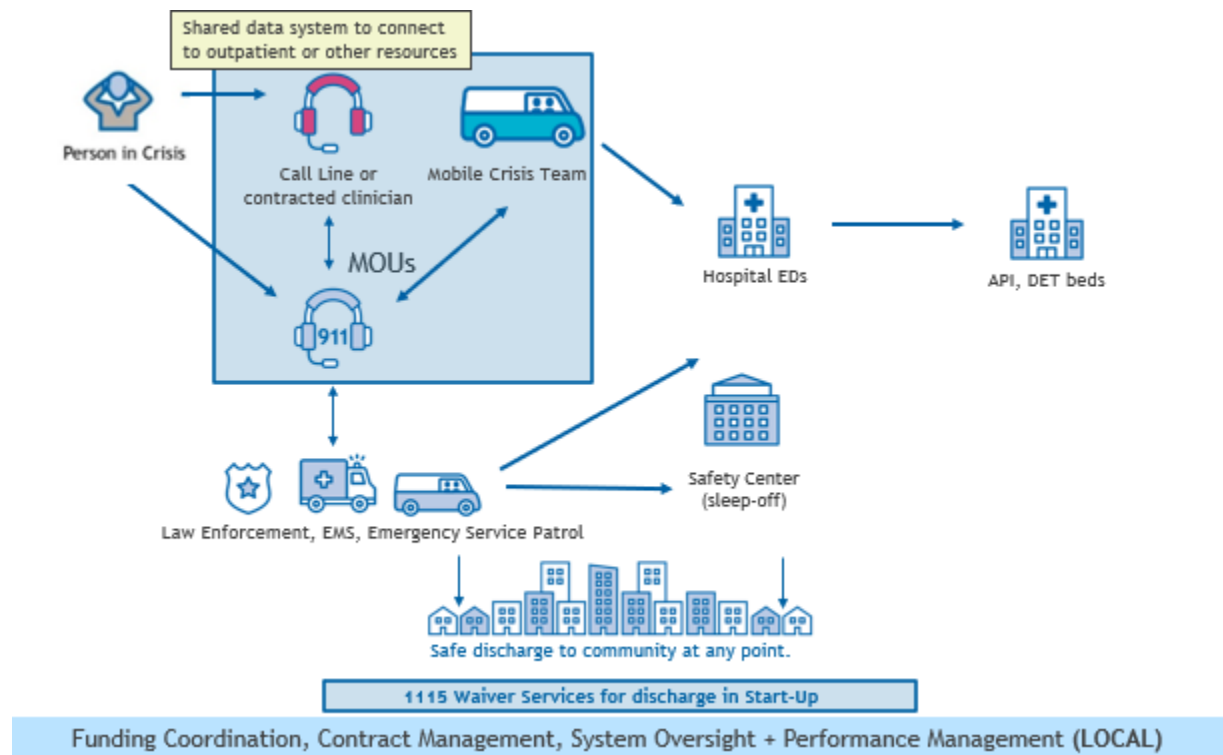 Shared data system to connect
to outpatient or other resources
Person in Crisis
Call Line or
contracted clinician
Mobile Crisis Team
MOUs
911
Hospital EDs
API, DET beds
Safety Center
(sleep-off)
Law Enforcement, EMS, Emergency Service Patrol
Safe discharge to community at any point.
1115 Waiver Services for discharge in Start-Up
Funding Coordination, Contract Management, System Oversight + Performance Management (LOCAL)